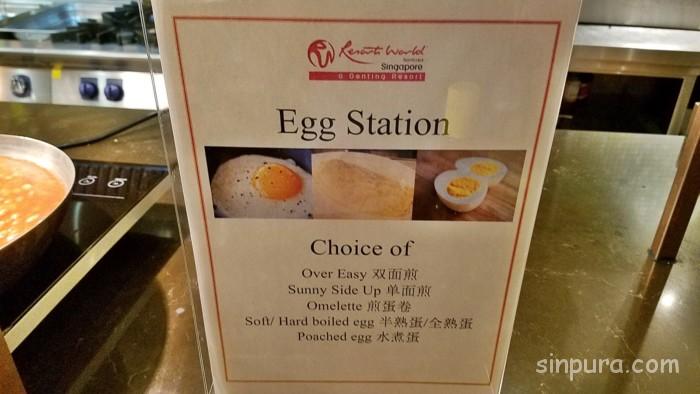 Resorts World
Sentosa
Singapore
a Genting Resort
Egg Station
Choice of
Over Easy 双面煎
Sunny Side Up 单面煎
Omelette 煎蛋卷
Soft/ Hard boiled egg 半熟蛋/全熟蛋
Poached egg 水煮蛋
sinpura.com